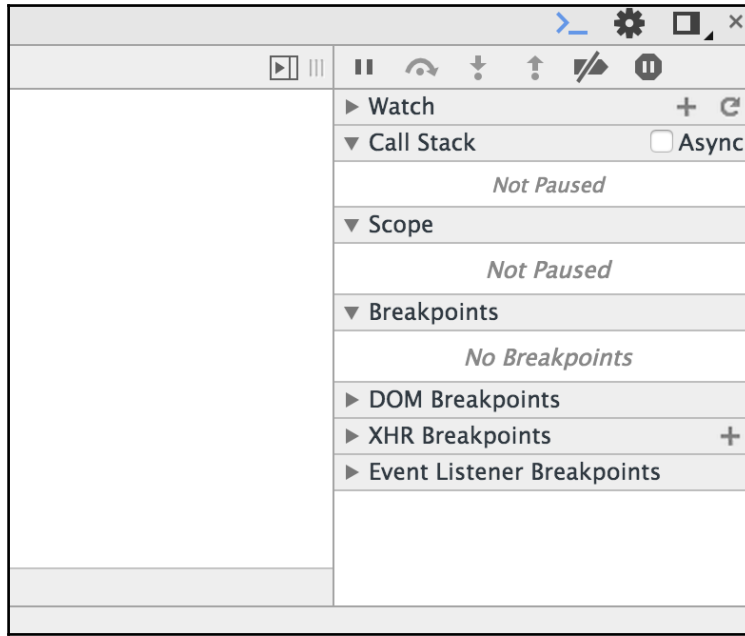 Watch
Call Stack Async
Not Paused
Scope
Not Paused
Breakpoints
No Breakpoints
DOM Breakpoints
XHR Breakpoints
Event Listener Breakpoints